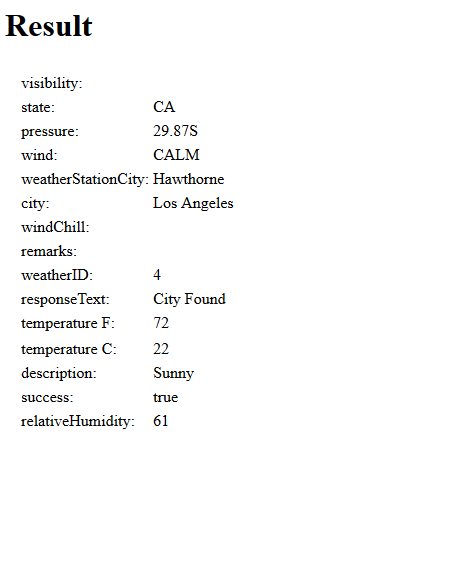 Result
visibility:
state: CA
pressure: 29.87S
wind: CALM
weatherStationCity: Hawthorne
city: Los Angeles
windChill:
remarks:
weatherID: 4
responseText: City Found
temperature F: 72
temperature C: 22
description: Sunny
success: true
relativeHumidity: 61